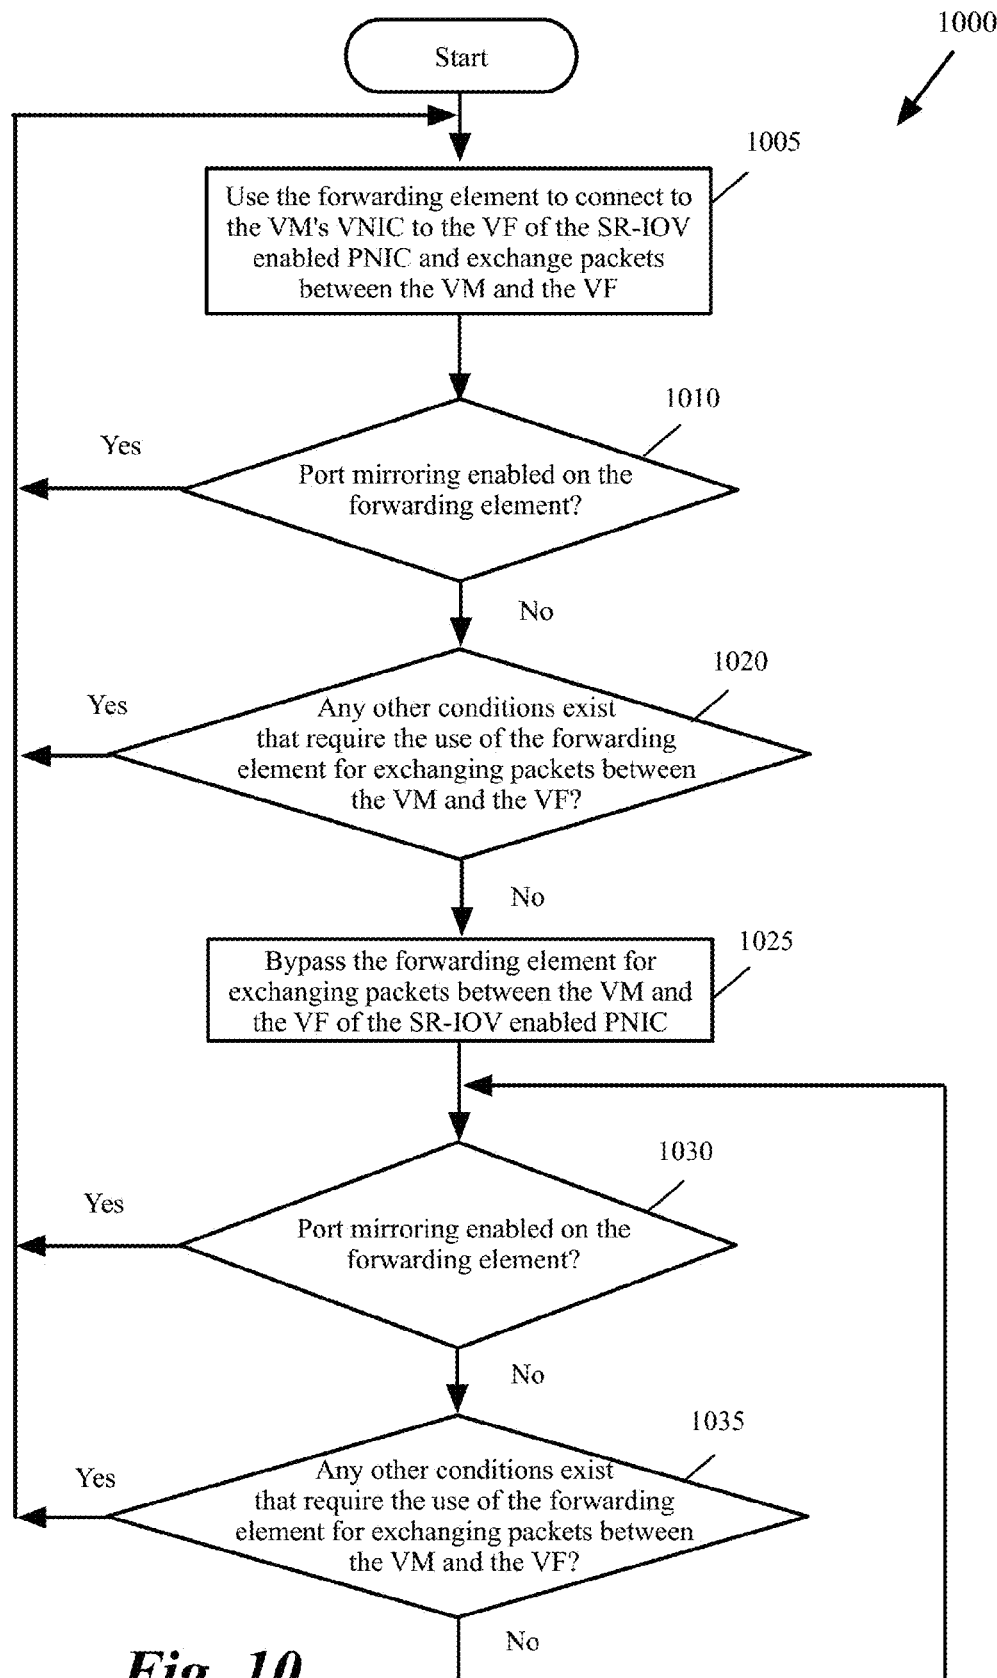 1000
Start
1005
Use the forwarding element to connect to
the VM's VNIC to the VF of the SR-IOV
enabled PNIC and exchange packets
between the VM and the VF
1010
Yes
Port mirroring enabled on the
forwarding element?
No
1020
Yes
Any other conditions exist
that require the use of the forwarding
element for exchanging packets between
the VM and the VF?
No
1025
Bypass the forwarding element for
exchanging packets between the VM and
the VF of the SR-IOV enabled PNIC
1030
Yes
Port mirroring enabled on the
forwarding element?
No
1035
Yes
Any other conditions exist
that require the use of the forwarding
element for exchanging packets between
the VM and the VF?
No
Fig. 10